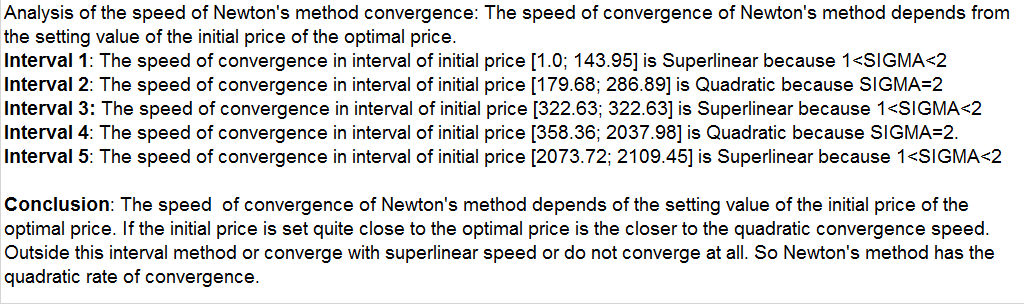 Analysis of the speed of Newton's method convergence: The speed of convergence of Newton's method depends from
the setting value of the initial price of the optimal price.
Interval 1: The speed of convergence in interval of initial price [1.0; 143.95] is Superlinear because 1<SIGMA<2
Interval 2: The speed of convergence in interval of initial price [179.68; 286.89] is Quadratic because SIGMA=2
Interval 3: The speed of convergence in interval of initial price [322.63; 322.63] is Superlinear because 1<SIGMA<2
Interval 4: The speed of convergence in interval of initial price [358.36; 2037.98] is Quadratic because SIGMA=2.
Interval 5: The speed of convergence in interval of initial price [2073.72; 2109.45] is Superlinear because 1<SIGMA<2
Conclusion: The speed of convergence of Newton's method depends of the setting value of the initial price of the
optimal price. If the initial price is set quite close to the optimal price is the closer to the quadratic convergence speed.
Outside this interval method or converge with superlinear speed or do not converge at all. So Newton's method has the
quadratic rate of convergence.